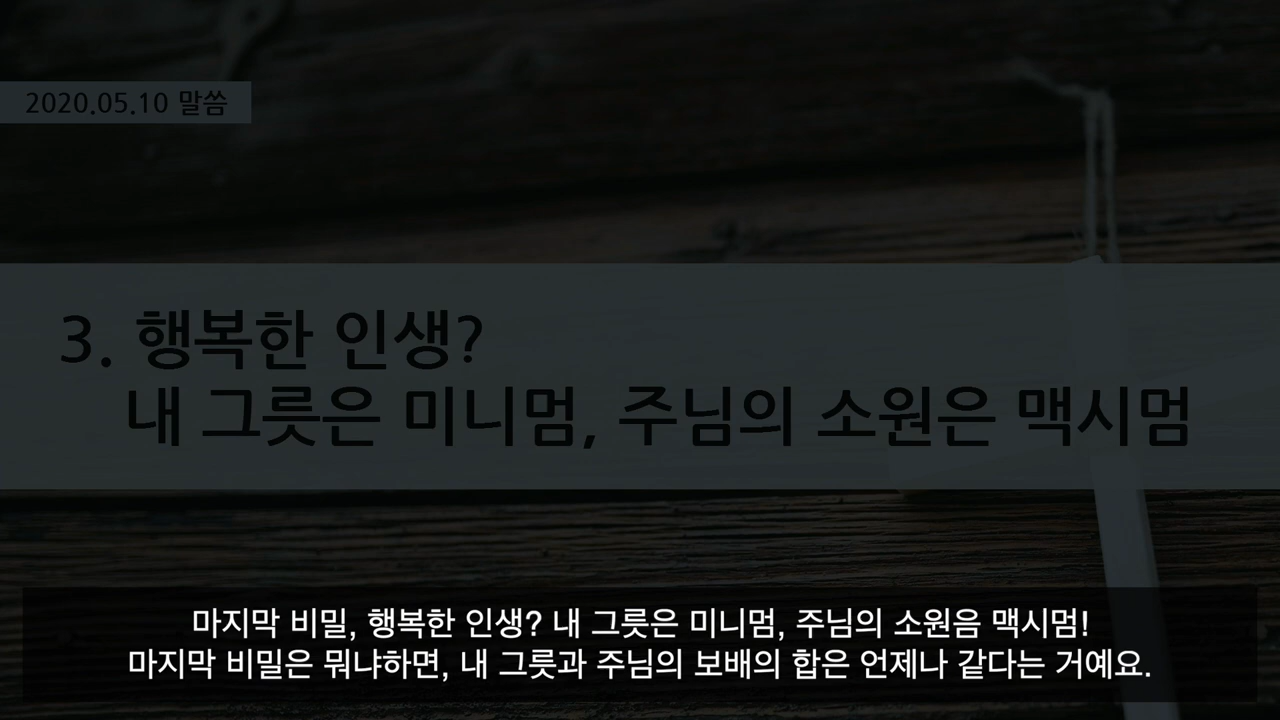 2020.05.10 말씀
3. 행복한 인생?
내 그릇은 미니멈, 주님의 소원은 맥시멈
마지막 비밀, 행복한 인생? 내 그릇은 미니멈, 주님의 소원음 맥시멈!
마지막 비밀은 뭐냐하면, 내 그릇과 주님의 보배의 합은 언제나 같다는 거예요.